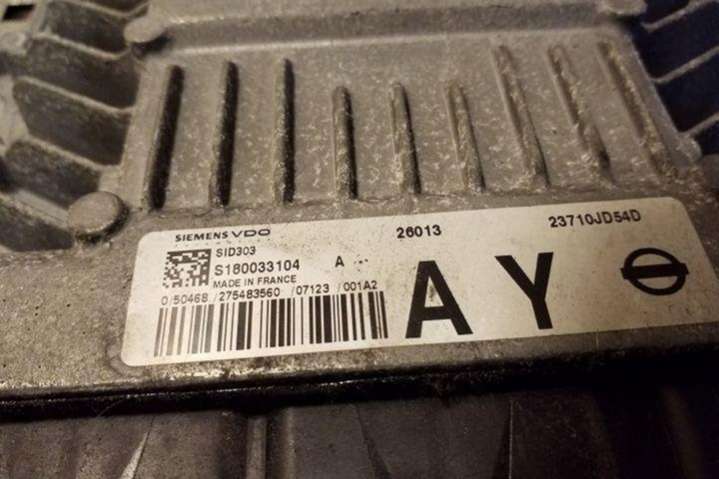 SIEMENS VDO 26013 23710JD54D
SID303
S180033104 A
MADE IN FRANCE
0/50468/275483560/07123/001A2
AY